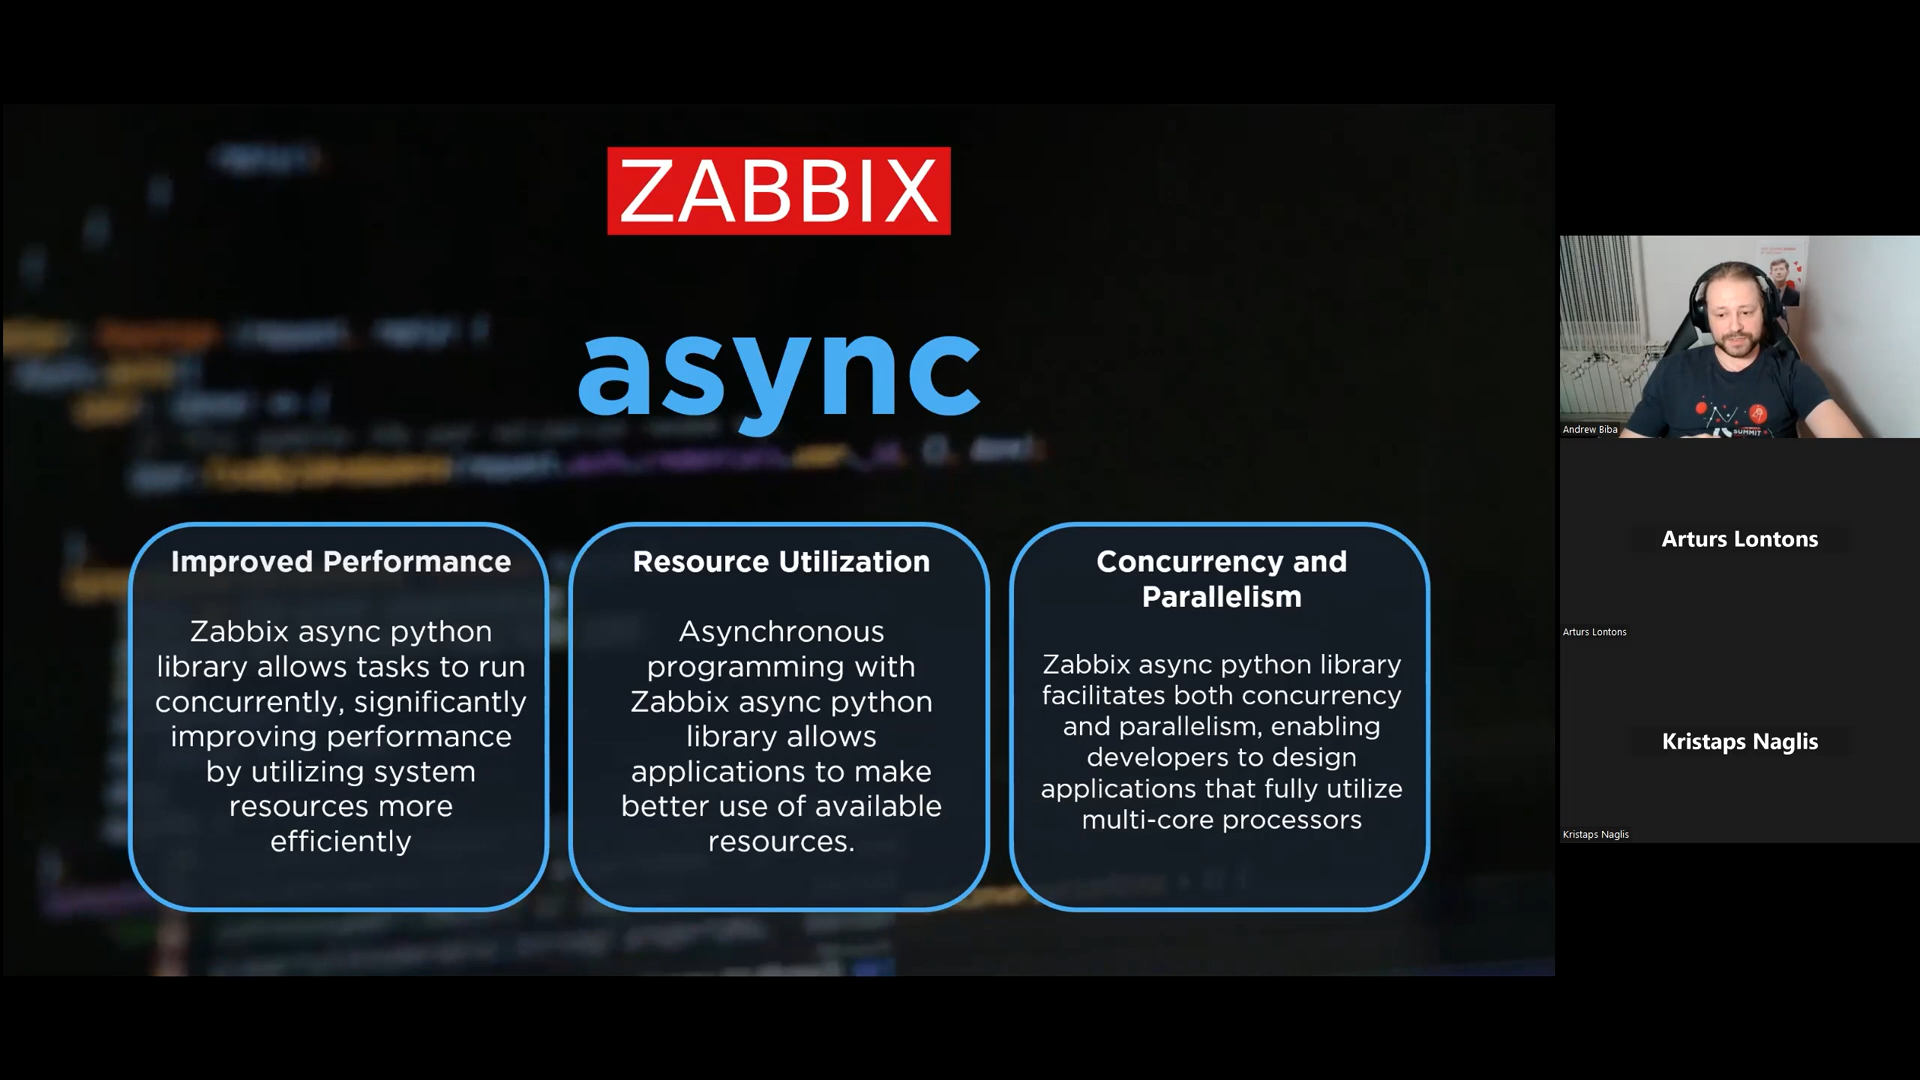 ZABBIX
async
Improved Performance
Zabbix async python
library allows tasks to run
concurrently, significantly
improving performance
by utilizing system
resources more
efficiently
Resource Utilization
Asynchronous
programming with
Zabbix async python
library allows
applications to make
better use of available
resources.
Concurrency and
Parallelism
Zabbix async python library
facilitates both concurrency
and parallelism, enabling
developers to design
applications that fully utilize
multi-core processors
SUMMIT
Andrew Biba
Arturs Lontons
Arturs Lontons
Kristaps Naglis
Kristaps Naglis